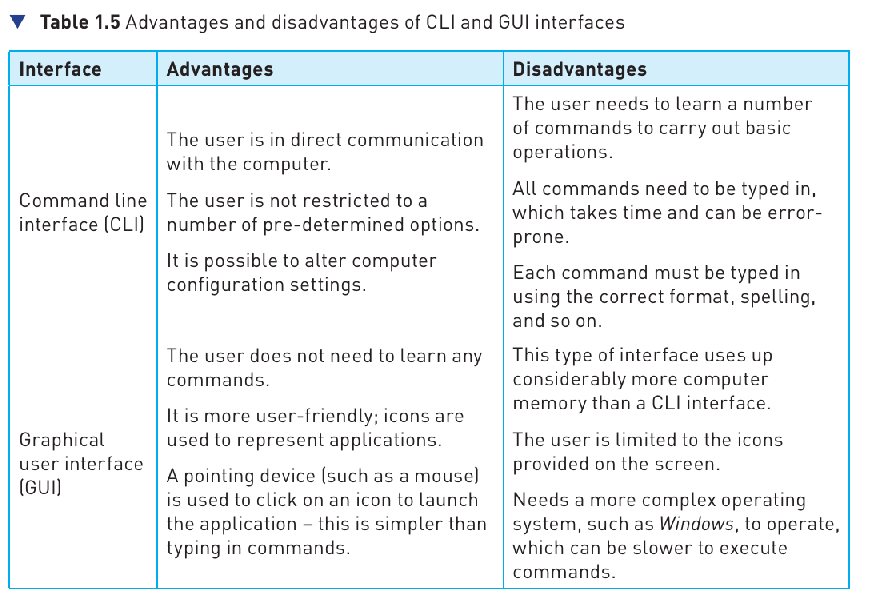 ▼ Table 1.5 Advantages and disadvantages of CLI and GUI interfaces
Interface
Advantages
Disadvantages
Command line
interface (CLI)
The user is in direct communication
with the computer.
The user is not restricted to a
number of pre-determined options.
It is possible to alter computer
configuration settings.
The user needs to learn a number
of commands to carry out basic
operations.
All commands need to be typed in,
which takes time and can be error-
prone.
Each command must be typed in
using the correct format, spelling,
and so on.
Graphical
user interface
(GUI)
The user does not need to learn any
commands.
It is more user-friendly; icons are
used to represent applications.
A pointing device (such as a mouse)
is used to click on an icon to launch
the application – this is simpler than
typing in commands.
This type of interface uses up
considerably more computer
memory than a CLI interface.
The user is limited to the icons
provided on the screen.
Needs a more complex operating
system, such as Windows, to operate,
which can be slower to execute
commands.